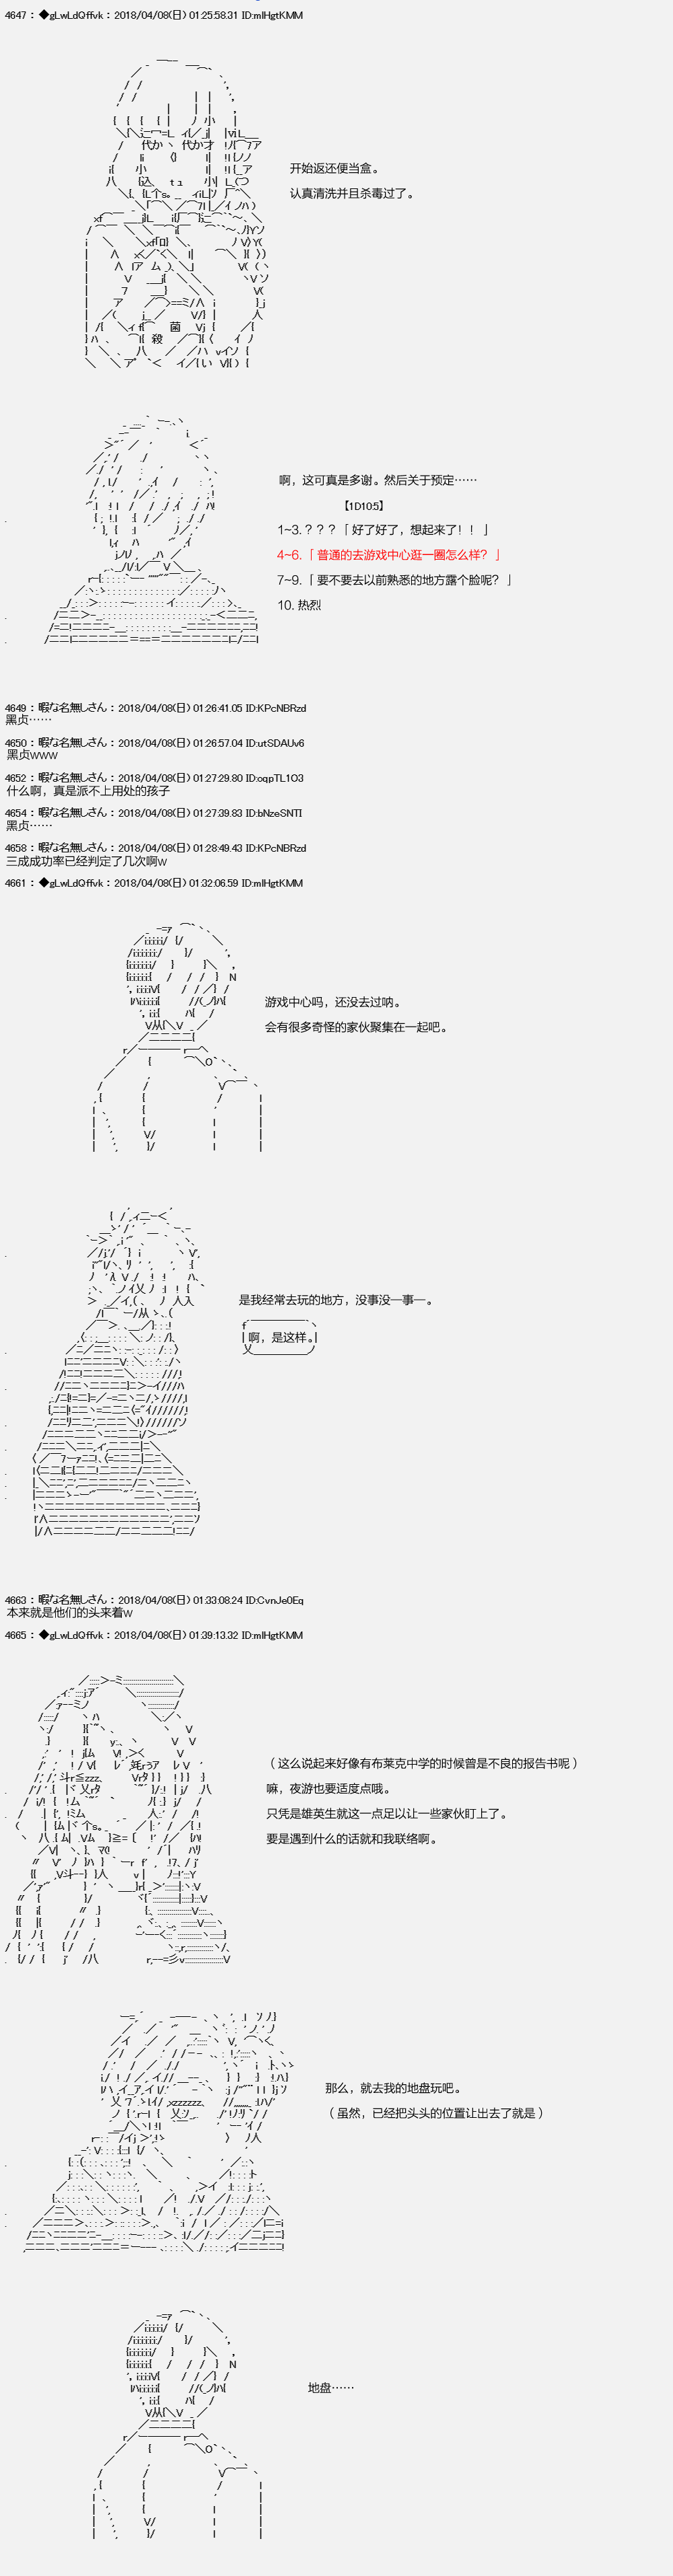 4647 ： ◆gLwLdQffvk ： 2018/04/08(日) 01:25:58.31 ID:mIHgtKMM
开始返还便当盒。
认真清洗并且杀毒过了。
菌
殺
啊，这可真是多谢。然后关于预定……
【1D10:5】
1~3.？？？「 好了好了，想起来了！！ 」
4~6.「 普通的去游戏中心逛一圈怎么样？ 」
7~9.「 要不要去以前熟悉的地方露个脸呢？ 」
10. 热烈
4649 ： 暇な名無しさん ： 2018/04/08(日) 01:26:41.05 ID:KPcNBRzd
黑贞……
4650 ： 暇な名無しさん ： 2018/04/08(日) 01:26:57.04 ID:utSDAUv6
黑贞www
4652 ： 暇な名無しさん ： 2018/04/08(日) 01:27:29.80 ID:oqpTL1O3
什么啊，真是派不上用处的孩子
4654 ： 暇な名無しさん ： 2018/04/08(日) 01:27:39.83 ID:bNzeSNTI
黑贞……
4658 ： 暇な名無しさん ： 2018/04/08(日) 01:28:49.43 ID:KPcNBRzd
三成成功率已经判定了几次啊w
4661 ： ◆gLwLdQffvk ： 2018/04/08(日) 01:32:06.59 ID:mIHgtKMM
游戏中心吗，还没去过呐。
会有很多奇怪的家伙聚集在一起吧。
是我经常去玩的地方，没事没一事一。
啊，是这样。
4663 ： 暇な名無しさん ： 2018/04/08(日) 01:33:08.24 ID:CvnJe0Eq
本来就是他们的头来着w
4665 ： ◆gLwLdQffvk ： 2018/04/08(日) 01:39:13.32 ID:mIHgtKMM
（ 这么说起来好像有布莱克中学的时候曾是不良的报告书呢 ）
嘛，夜游也要适度点哦。
只凭是雄英生就这一点足以让一些家伙盯上了。
要是遇到什么的话就和我联络啊。
那么，就去我的地盘玩吧。
（ 虽然，已经把头头的位置让出去了就是 ）
地盘……